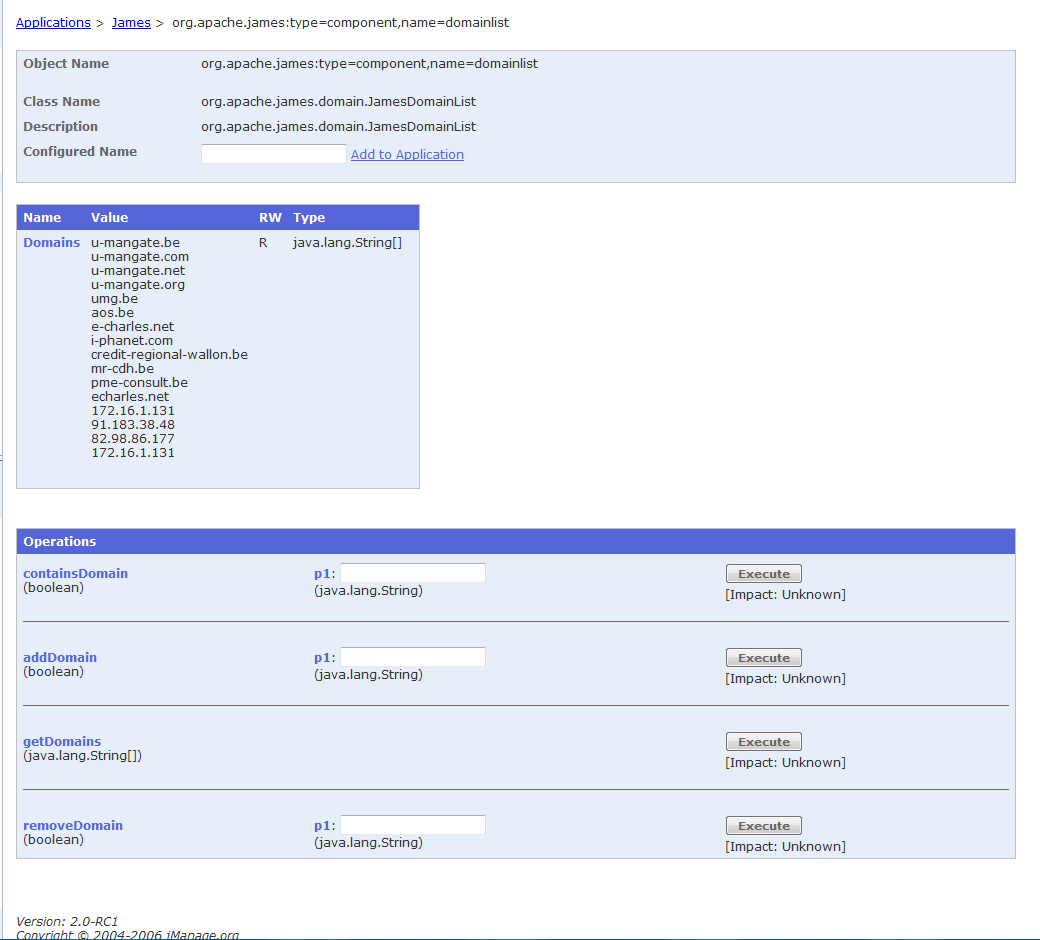 Applications > James > org.apache.james:type=component,name=domainlist
Object Name org.apache.james:type=component,name=domainlist
Class Name org.apache.james.domain.JamesDomainList
Description org.apache.james.domain.JamesDomainList
Configured Name Add to Application
Name Value RW Type
Domains u-mangate.be R java.lang.String[]
u-mangate.com
u-mangate.net
u-mangate.org
umg.be
aos.be
e-charles.net
i-phanet.com
credit-regional-wallon.be
mr-cdh.be
pme-consult.be
echarles.net
172.16.1.131
91.183.38.48
82.98.86.177
172.16.1.131
Operations
containsDomain p1: Execute
(boolean) (java.lang.String) [Impact: Unknown]
addDomain p1: Execute
(boolean) (java.lang.String) [Impact: Unknown]
getDomains Execute
(java.lang.String[]) [Impact: Unknown]
removeDomain p1: Execute
(boolean) (java.lang.String) [Impact: Unknown]
Version: 2.0-RC1
Copyright © 2004-2006 jManage.org